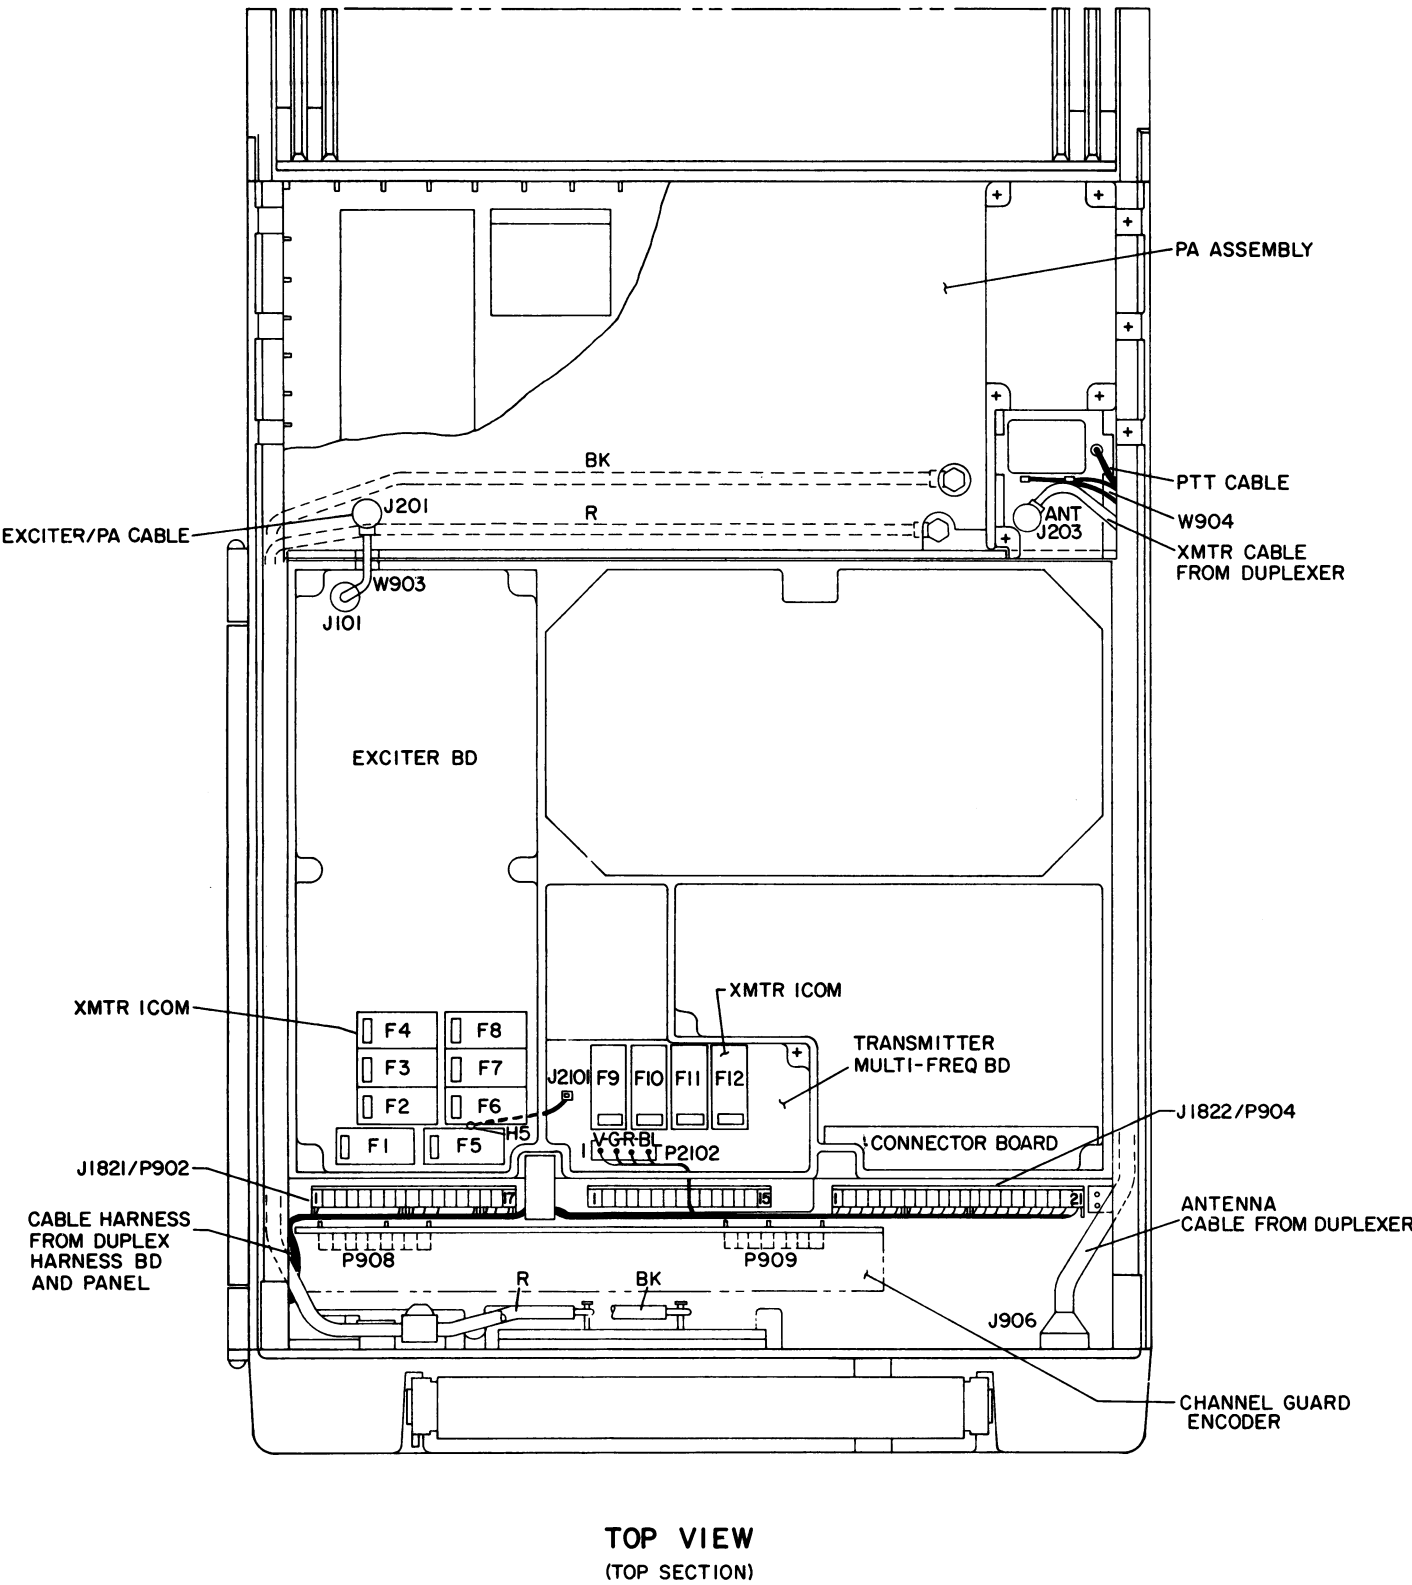 PA ASSEMBLY
BK
PTT CABLE
J201
R
ANT
J203
W904
EXCITER/PA CABLE
XMTR CABLE
FROM DUPLEXER
W903
J101
EXCITER BD
XMTR ICOM
XMTR ICOM
F4
F8
F3
F7
F2
F6
F1
F5
H5
J2101
F9
F10
F11
F12
TRANSMITTER
MULTI-FREQ BD
J1822/P904
CONNECTOR BOARD
1
V-G-R-BL
P2102
J1821/P902
1
17
1
15
1
21
ANTENNA
CABLE FROM DUPLEXER
CABLE HARNESS
FROM DUPLEX
HARNESS BD
AND PANEL
P908
P909
R
BK
J906
CHANNEL GUARD
ENCODER
TOP VIEW
(TOP SECTION)